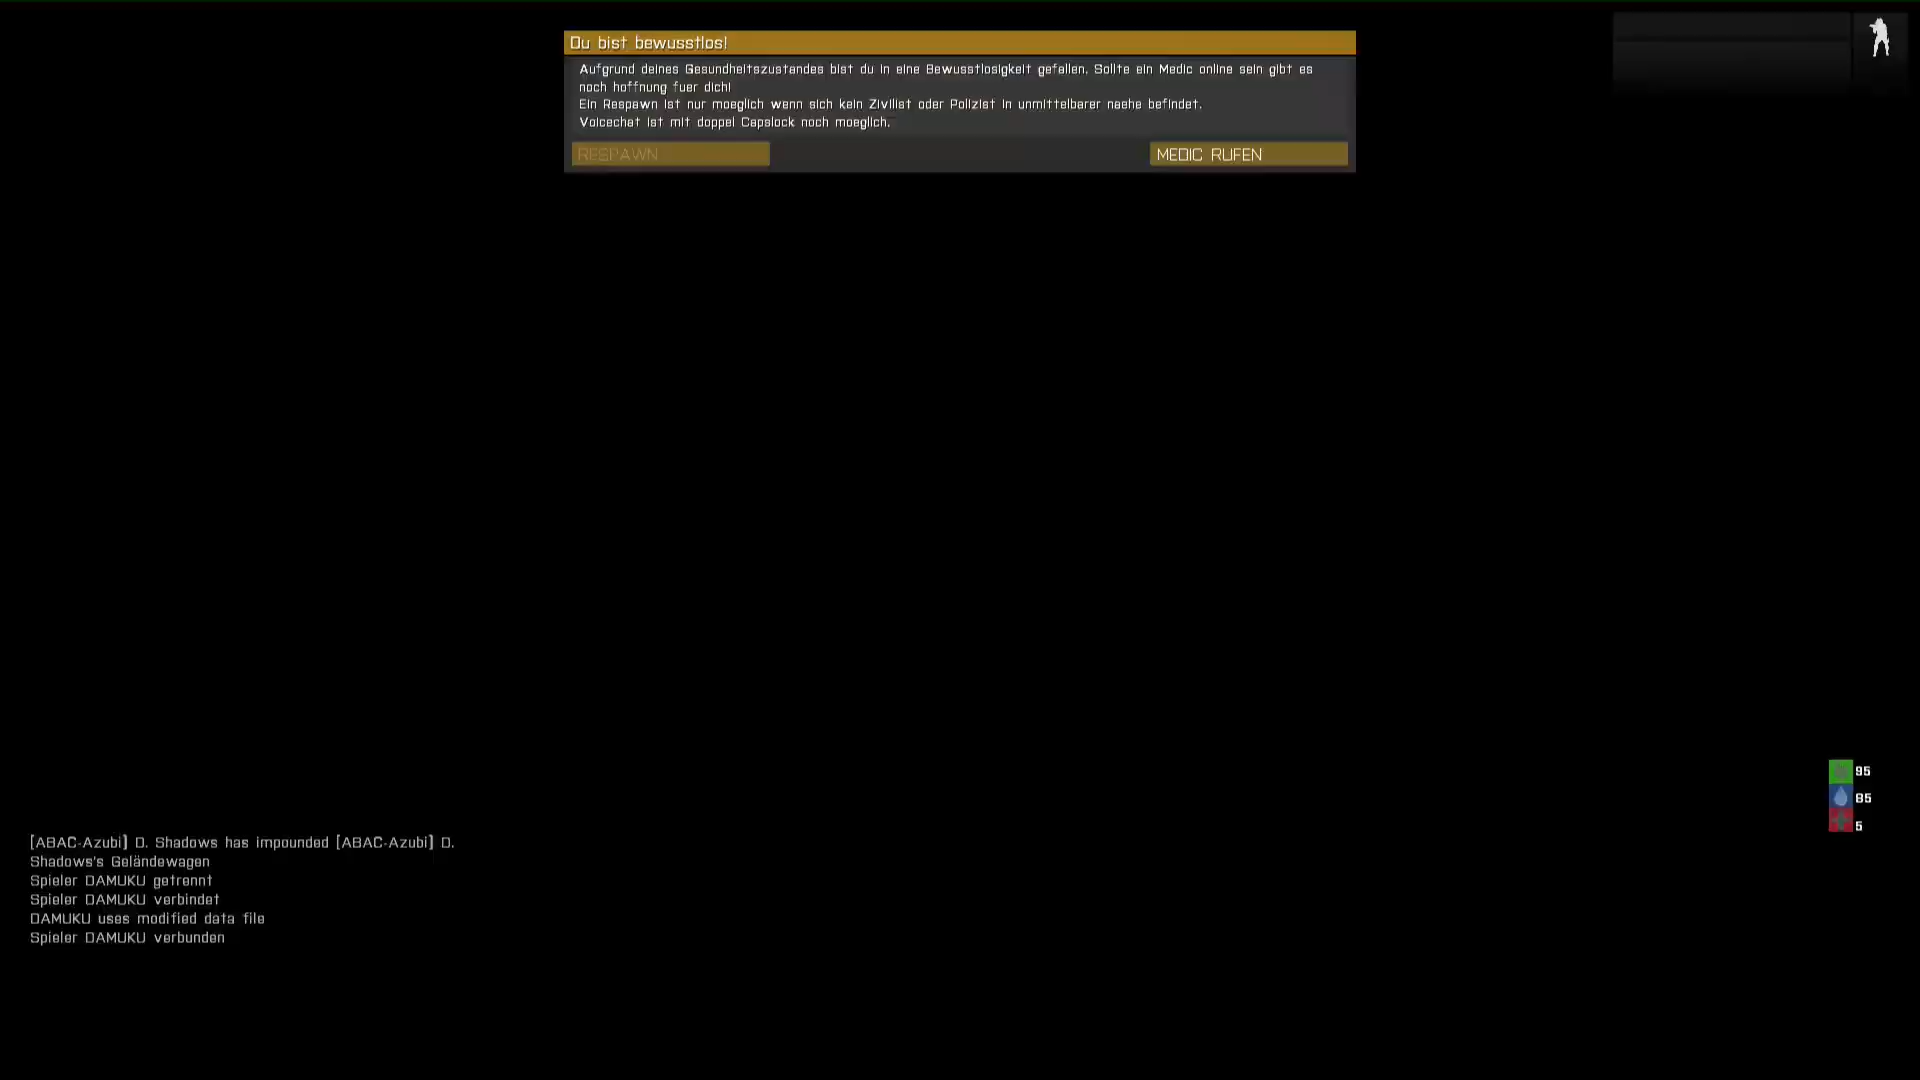 Du bist bewusstlos!
Aufgrund deines Gesundheitszustandes bist du in eine Bewusstlosigkeit gefallen. Sollte ein Medic online sein gibt es
noch hoffnung fuer dich!
Ein Respawn ist nur moeglich wenn sich kein Zivilist oder Polizist in unmittelbarer naehe befindet.
Voicechat ist mit doppel Capslock noch moeglich.
RESPAWN
MEDIC RUFEN
95
85
5
[ABAC-Azubi] D. Shadows has impounded [ABAC-Azubi] D.
Shadows's Geländewagen
Spieler DAMUKU getrennt
Spieler DAMUKU verbindet
DAMUKU uses modified data file
Spieler DAMUKU verbunden